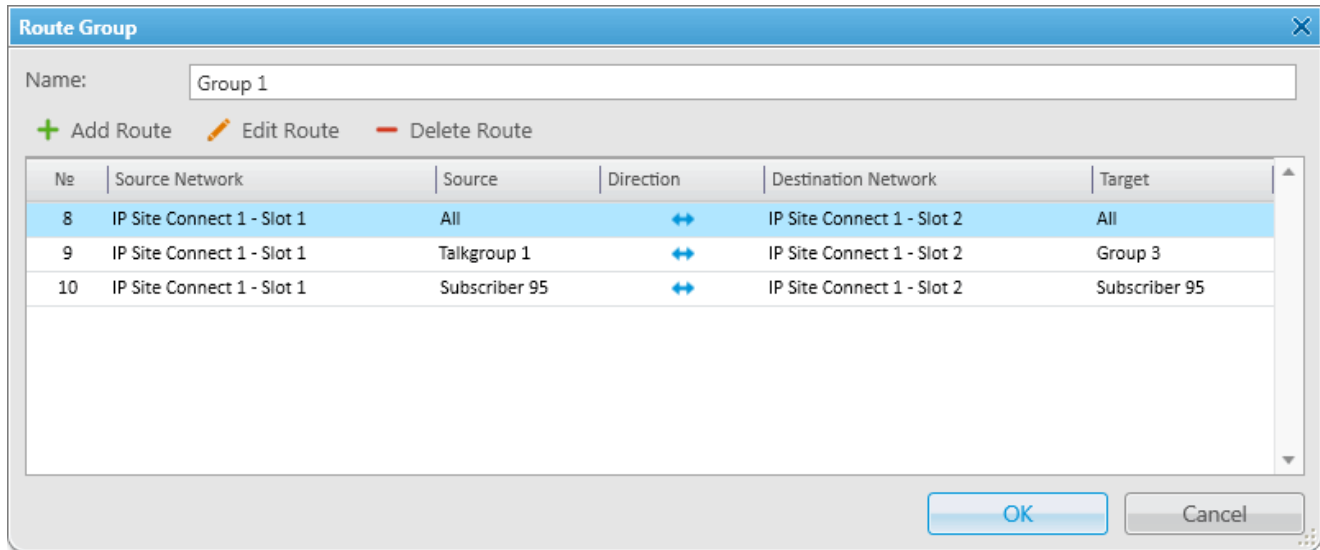 Route Group
Name: Group 1
Add Route Edit Route Delete Route
№ Source Network Source Direction Destination Network Target
8 IP Site Connect 1 - Slot 1 All IP Site Connect 1 - Slot 2 All
9 IP Site Connect 1 - Slot 1 Talkgroup 1 IP Site Connect 1 - Slot 2 Group 3
10 IP Site Connect 1 - Slot 1 Subscriber 95 IP Site Connect 1 - Slot 2 Subscriber 95
OK Cancel